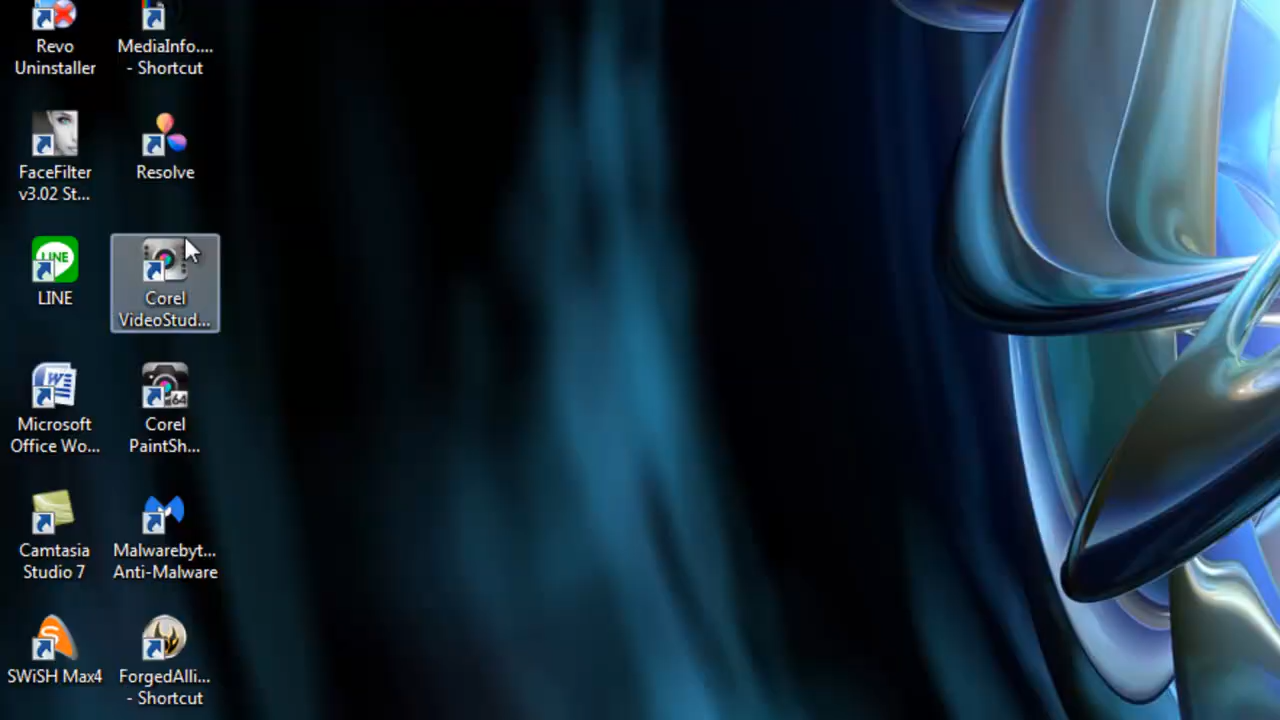 Revo
Uninstaller
MediaInfo....
- Shortcut
FaceFilter
v3.02 St...
Resolve
LINE
LINE
Corel
VideoStud...
Microsoft
Office Wo...
64
Corel
PaintSh...
Camtasia
Studio 7
Malwarebyt...
Anti-Malware
S
SWiSH Max4
ForgedAlli...
- Shortcut